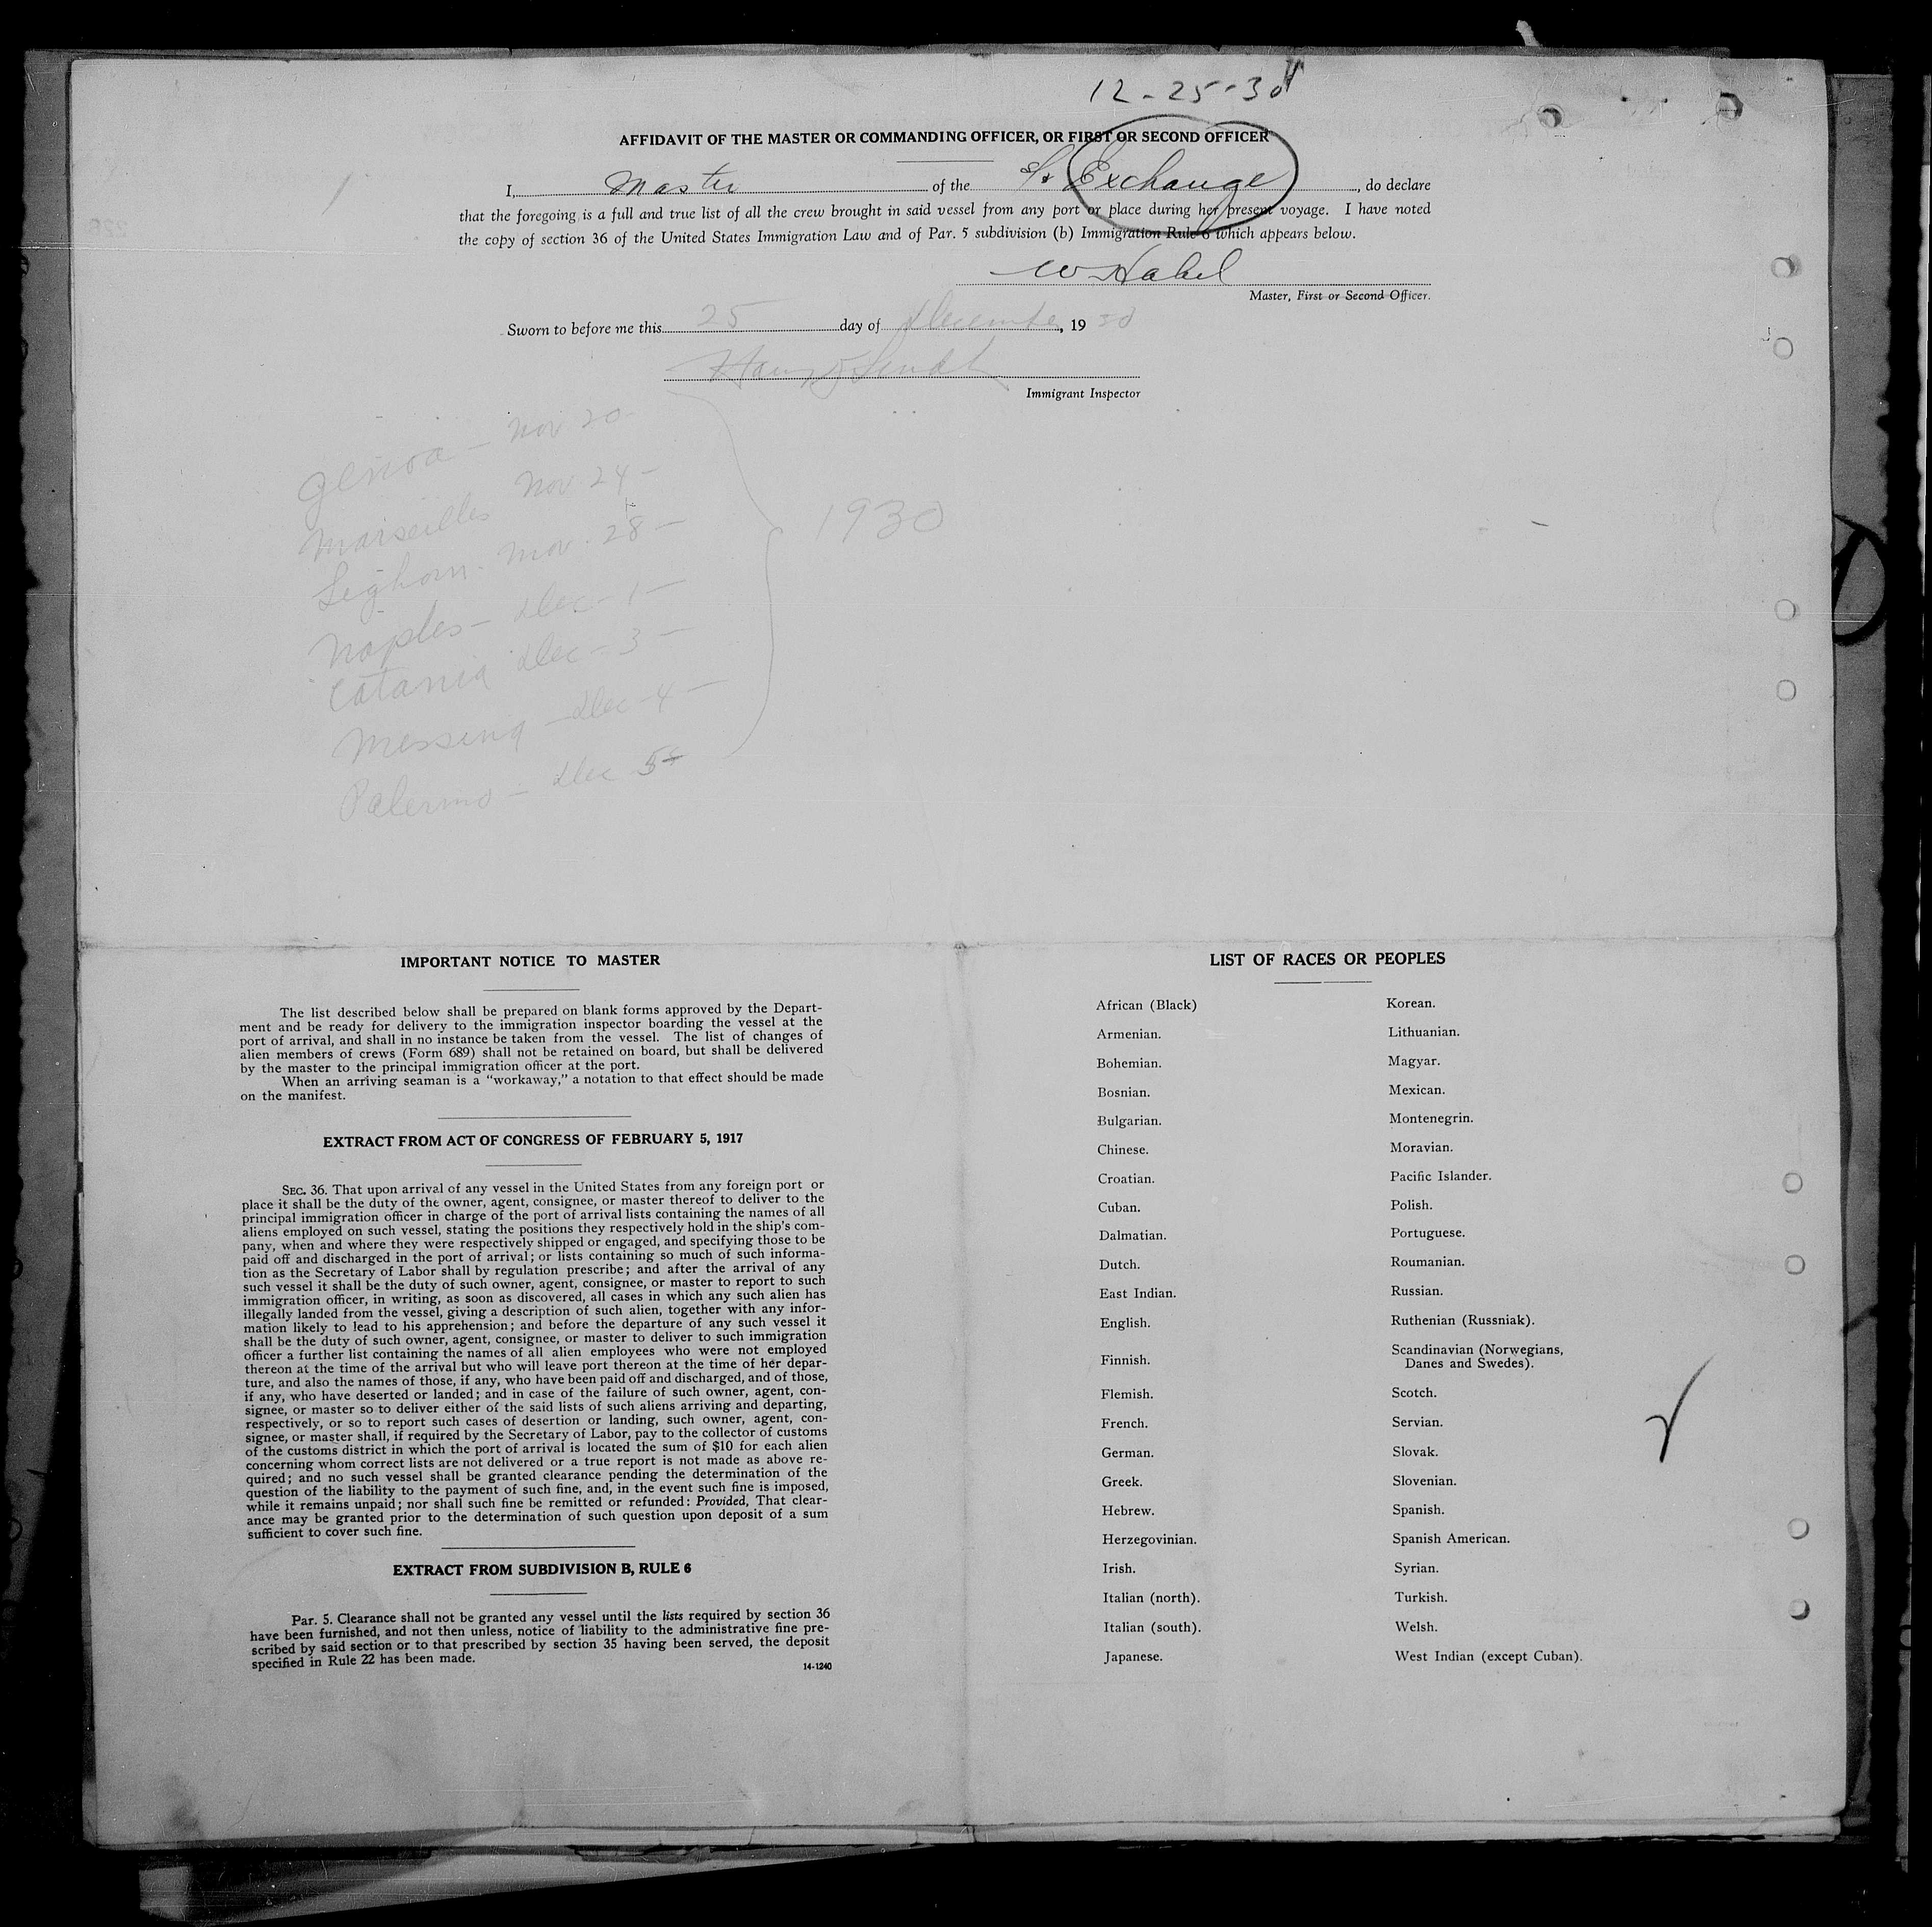 12-25-30
AFFIDAVIT OF THE MASTER OR COMMANDING OFFICER, OR FIRST OR SECOND OFFICER
I, Master of the Exchange, do declare
that the foregoing is a full and true list of all the crew brought in said vessel from any port or place during her present voyage. I have noted
the copy of section 36 of the United States Immigration Law and of Par. 5 subdivision (b) Immigration Rule 6 which appears below.
Master, First or Second Officer.
Sworn to before me this 25 day of December, 19 30
Immigrant Inspector
Genoa - Nov 20
Marseilles Nov. 24 -
Leghorn - Nov. 28 -
1930
Naples - Dec - 1 -
Catania Dec - 3 -
Messina - Dec - 4 -
Palermo - Dec 5 -
IMPORTANT NOTICE TO MASTER
The list described below shall be prepared on blank forms approved by the Depart-
ment and be ready for delivery to the immigration inspector boarding the vessel at the
port of arrival, and shall in no instance be taken from the vessel. The list of changes of
alien members of crews (Form 689) shall not be retained on board, but shall be delivered
by the master to the principal immigration officer at the port.
When an arriving seaman is a "workaway," a notation to that effect should be made
on the manifest.
EXTRACT FROM ACT OF CONGRESS OF FEBRUARY 5, 1917
SEC. 36. That upon arrival of any vessel in the United States from any foreign port or
place it shall be the duty of the owner, agent, consignee, or master thereof to deliver to the
principal immigration officer in charge of the port of arrival lists containing the names of all
aliens employed on such vessel, stating the positions they respectively hold in the ship's com-
pany, when and where they were respectively shipped or engaged, and specifying those to be
paid off and discharged in the port of arrival; or lists containing so much of such informa-
tion as the Secretary of Labor shall by regulation prescribe; and after the arrival of any
such vessel it shall be the duty of such owner, agent, consignee, or master to report to such
immigration officer, in writing, as soon as discovered, all cases in which any such alien has
illegally landed from the vessel, giving a description of such alien, together with any infor-
mation likely to lead to his apprehension; and before the departure of any such vessel it
shall be the duty of such owner, agent, consignee, or master to deliver to such immigration
officer a further list containing the names of all alien employees who were not employed
thereon at the time of the arrival but who will leave port thereon at the time of her depar-
ture, and also the names of those, if any, who have been paid off and discharged, and of those,
if any, who have deserted or landed; and in case of the failure of such owner, agent, con-
signee, or master so to deliver either of the said lists of such aliens arriving and departing,
respectively, or so to report such cases of desertion or landing, such owner, agent, con-
signee, or master shall, if required by the Secretary of Labor, pay to the collector of customs
of the customs district in which the port of arrival is located the sum of $10 for each alien
concerning whom correct lists are not delivered or a true report is not made as above re-
quired; and no such vessel shall be granted clearance pending the determination of the
question of the liability to the payment of such fine, and, in the event such fine is imposed,
while it remains unpaid; nor shall such fine be remitted or refunded: Provided, That clear-
ance may be granted prior to the determination of such question upon deposit of a sum
sufficient to cover such fine.
EXTRACT FROM SUBDIVISION B, RULE 6
Par. 5. Clearance shall not be granted any vessel until the lists required by section 36
have been furnished, and not then unless, notice of liability to the administrative fine pre-
scribed by said section or to that prescribed by section 35 having been served, the deposit
specified in Rule 22 has been made.
14-1240
LIST OF RACES OR PEOPLES
African (Black)
Armenian.
Bohemian.
Bosnian.
Bulgarian.
Chinese.
Croatian.
Cuban.
Dalmatian.
Dutch.
East Indian.
English.
Finnish.
Flemish.
French.
German.
Greek.
Hebrew.
Herzegovinian.
Irish.
Italian (north).
Italian (south).
Japanese.
Korean.
Lithuanian.
Magyar.
Mexican.
Montenegrin.
Moravian.
Pacific Islander.
Polish.
Portuguese.
Roumanian.
Russian.
Ruthenian (Russniak).
Scandinavian (Norwegians,
Danes and Swedes).
Scotch.
Servian.
Slovak.
Slovenian.
Spanish.
Spanish American.
Syrian.
Turkish.
Welsh.
West Indian (except Cuban).